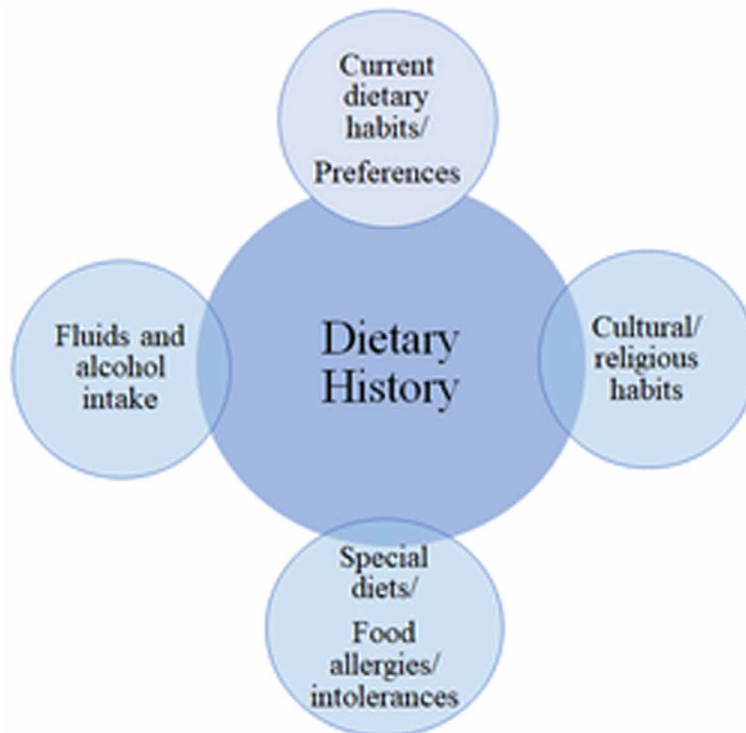 Current
dietary
habits/
Preferences
Fluids and
alcohol
intake
Dietary
History
Cultural/
religious
habits
Special
diets/
Food
allergies/
intolerances